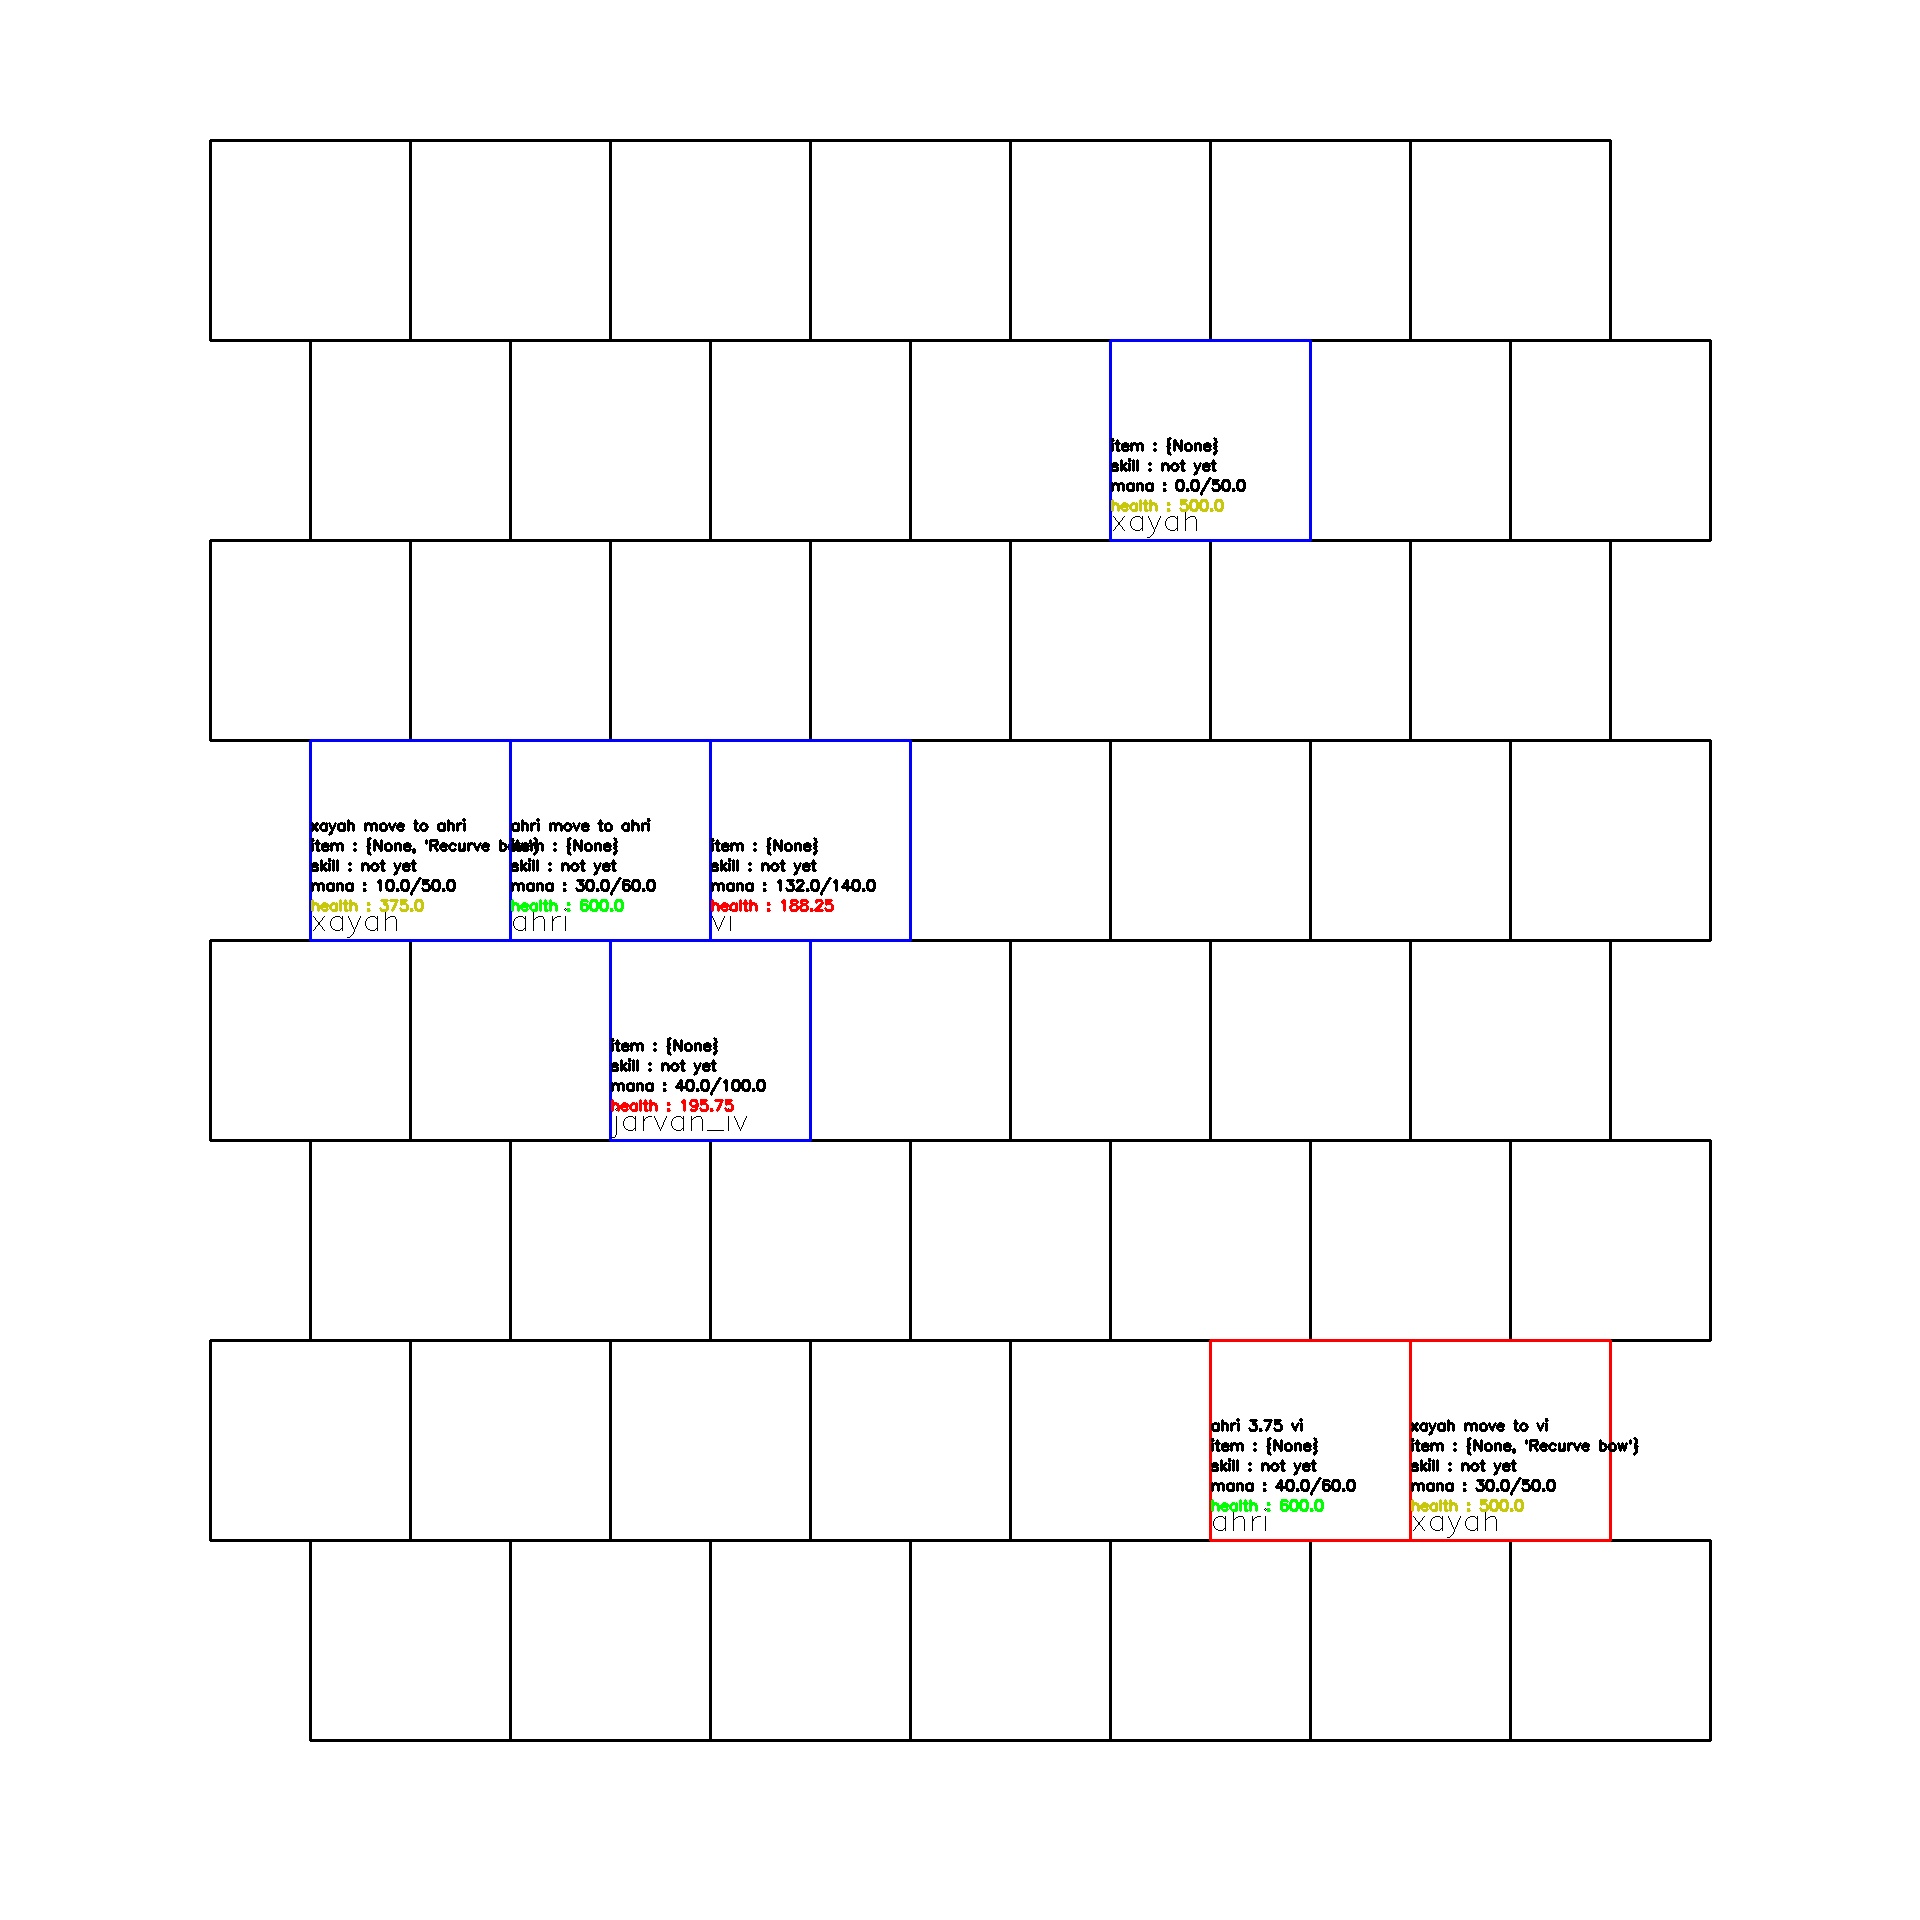 item : {None}
skill : not yet
mana : 0.0/50.0
health : 500.0
xayah
xayah move to ahri
item : {None, 'Recurve bow'}
skill : not yet
mana : 10.0/50.0
health : 375.0
xayah
ahri move to ahri
item : {None}
skill : not yet
mana : 30.0/60.0
health : 600.0
ahri
item : {None}
skill : not yet
mana : 132.0/140.0
health : 188.25
vi
item : {None}
skill : not yet
mana : 40.0/100.0
health : 195.75
jarvan_iv
ahri 3.75 vi
item : {None}
skill : not yet
mana : 40.0/60.0
health : 600.0
ahri
xayah move to vi
item : {None, 'Recurve bow'}
skill : not yet
mana : 30.0/50.0
health : 500.0
xayah